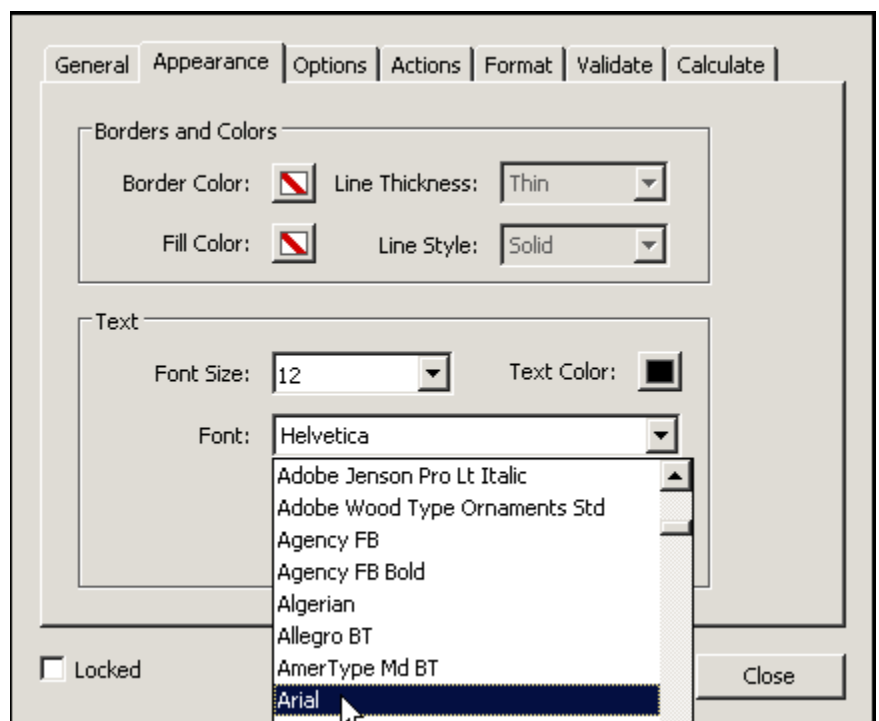 General Appearance Options Actions Format Validate Calculate
Borders and Colors
Border Color: Line Thickness: Thin
Fill Color: Line Style: Solid
Text
Font Size: 12 Text Color:
Font: Helvetica
Adobe Jenson Pro Lt Italic
Adobe Wood Type Ornaments Std
Agency FB
Agency FB Bold
Algerian
Allegro BT
AmerType Md BT
Locked Close
Arial